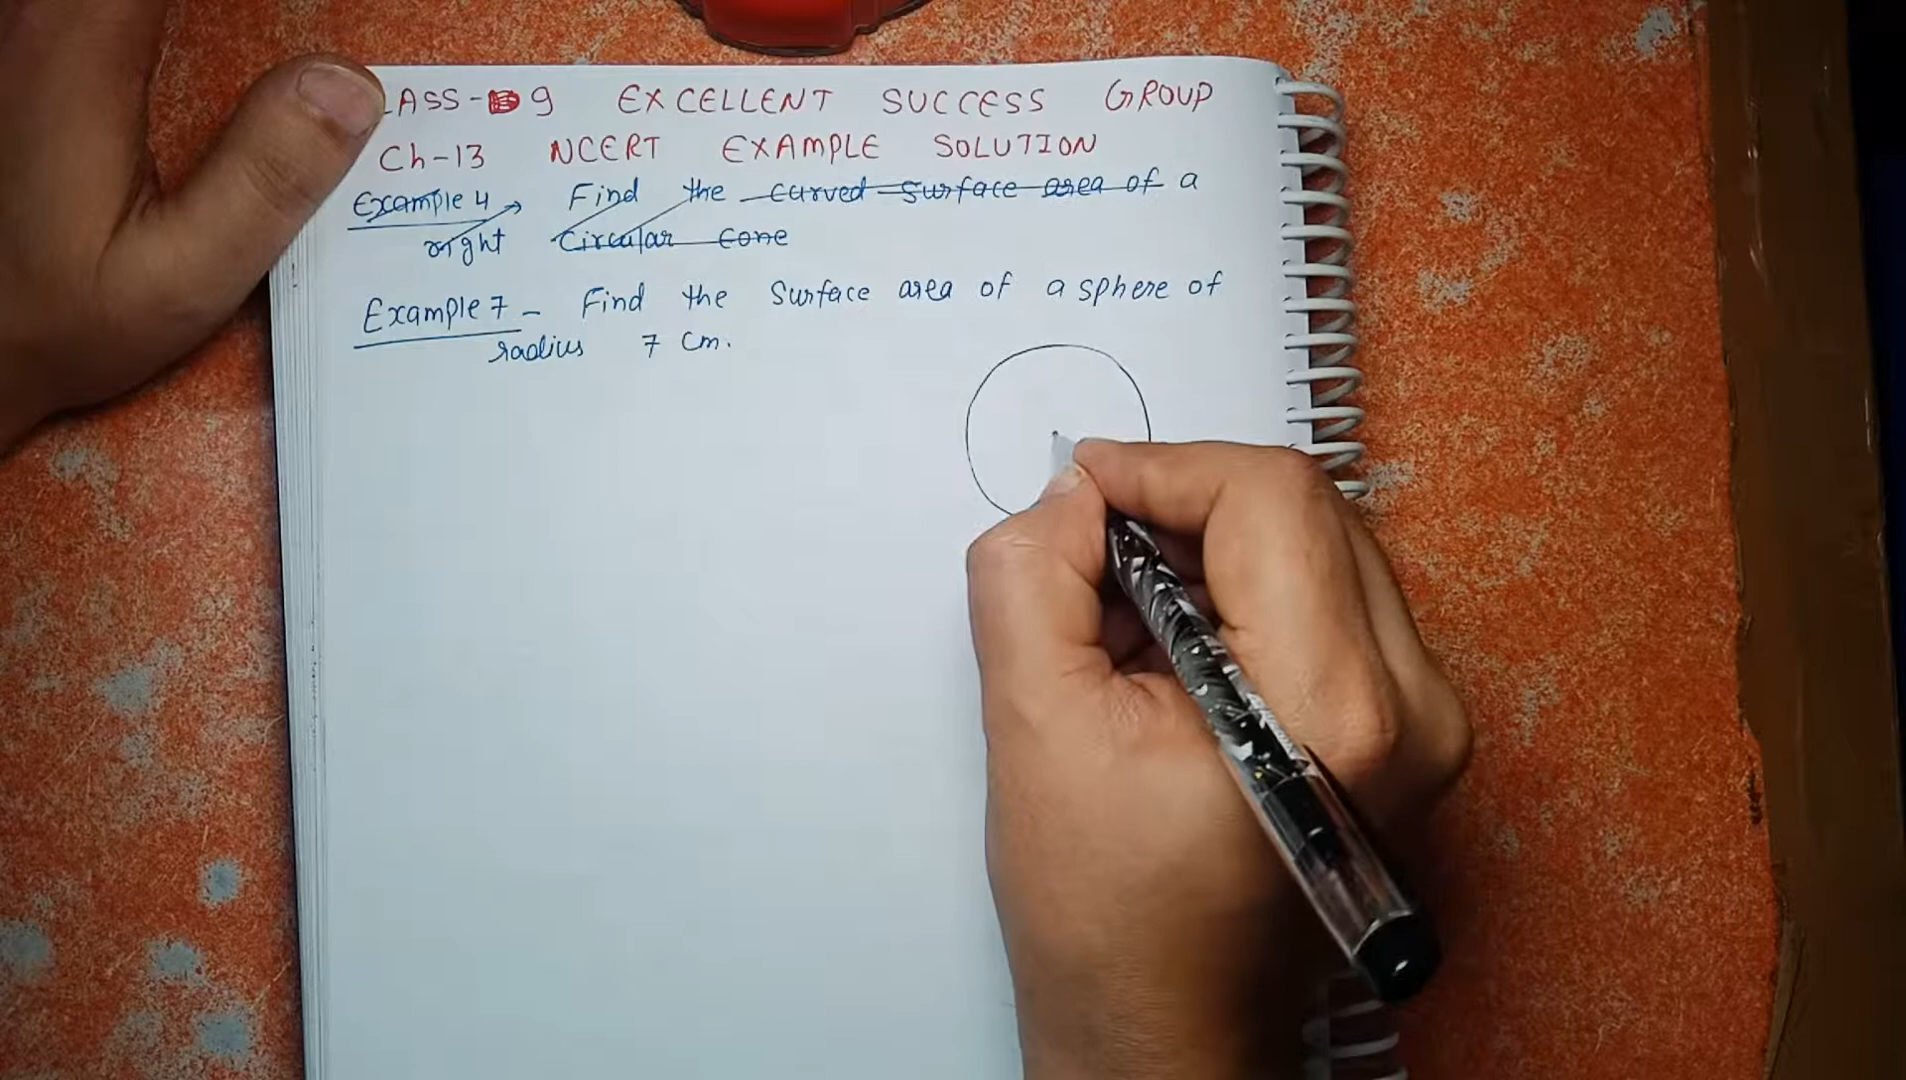 LASS - 9 EXCELLENT SUCCESS GROUP
Ch-13 NCERT EXAMPLE SOLUTION
Example 4 → Find the curved surface area of a
right Circular cone
Example 7 - Find the Surface area of a sphere of
radius 7 cm.